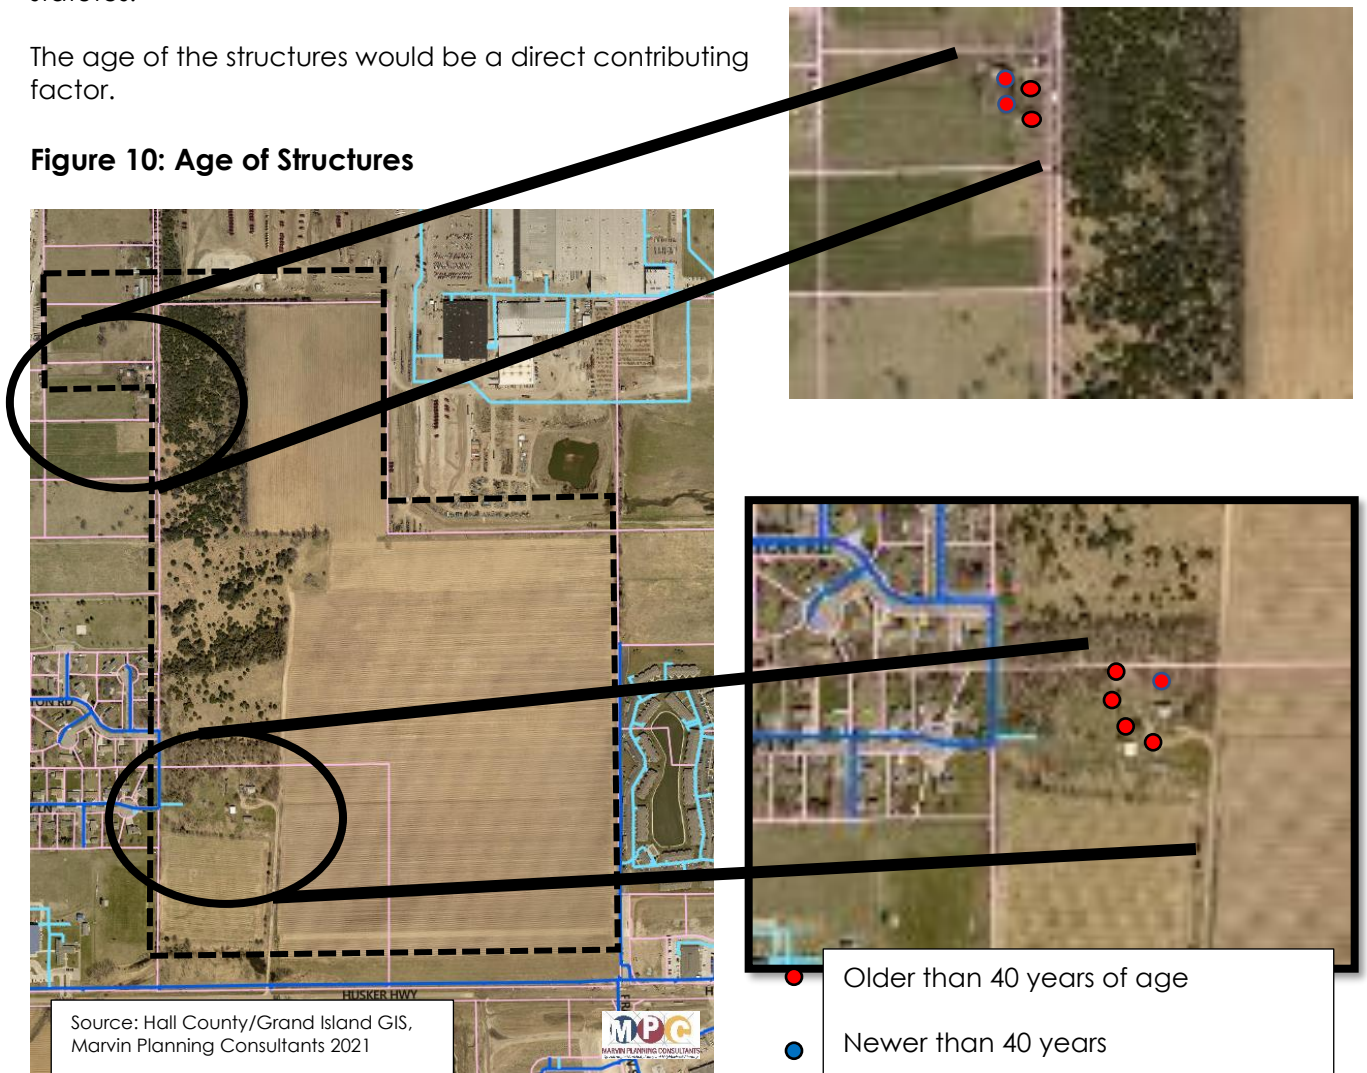 The age of the structures would be a direct contributing
factor.
Figure 10: Age of Structures
HUSKER HWY
Source: Hall County/Grand Island GIS,
Marvin Planning Consultants 2021
MPC
MARVIN PLANNING CONSULTANTS
Older than 40 years of age
Newer than 40 years